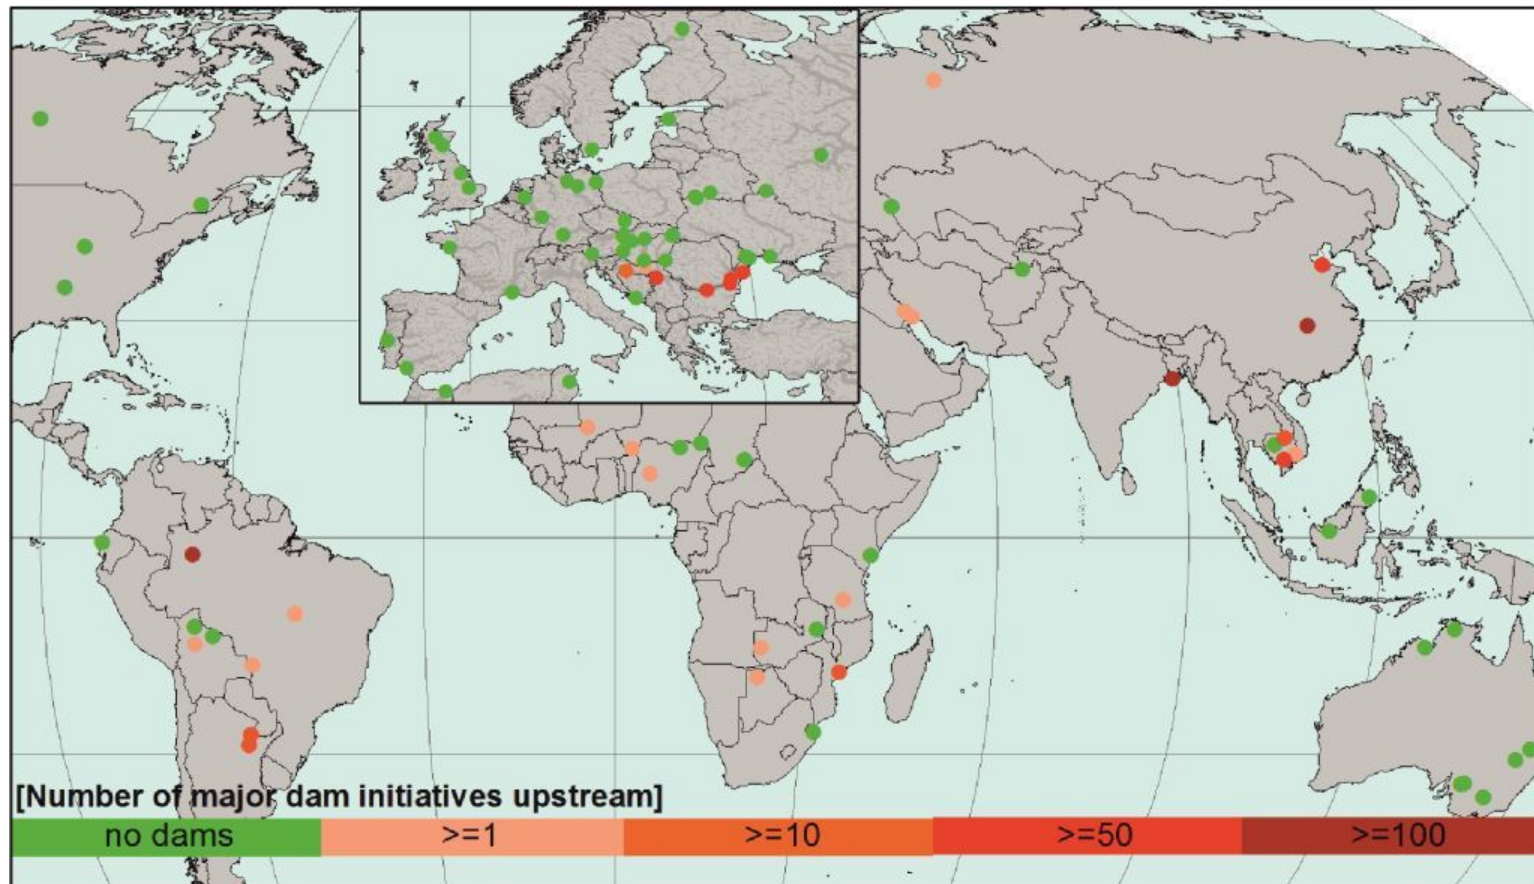 [Number of major dam initiatives upstream]
no dams >=1 >=10 >=50 >=100